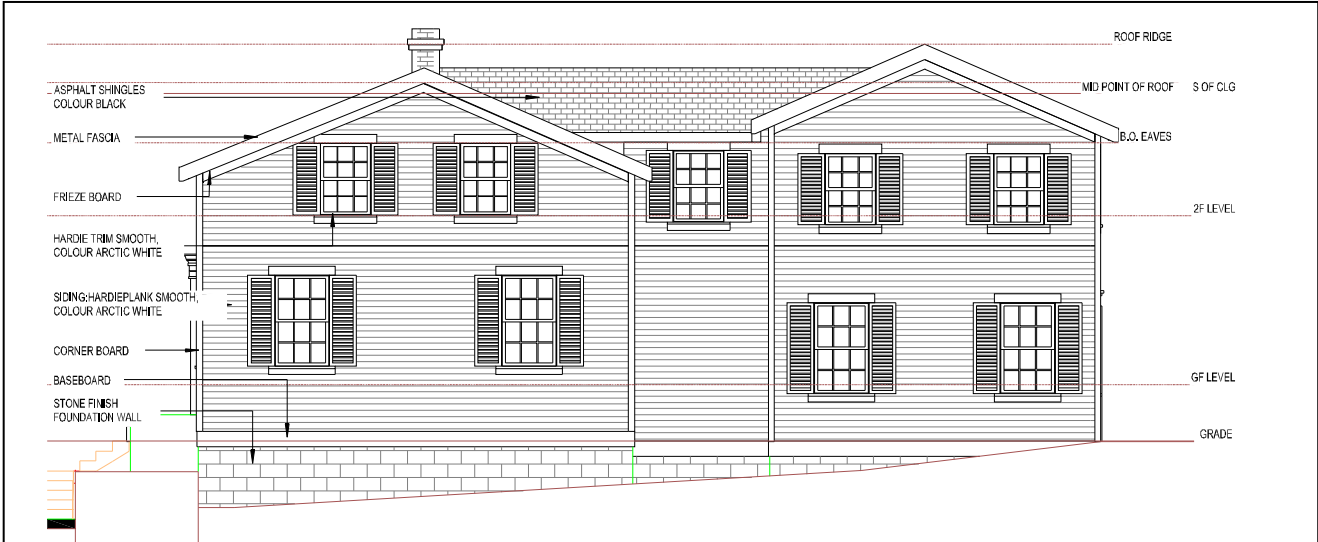 ROOF RIDGE
ASPHALT SHINGLES
COLOUR BLACK
MID POINT OF ROOF
S OF CLG
METAL FASCIA
B.O. EAVES
FRIEZE BOARD
2F LEVEL
HARDIE TRIM SMOOTH,
COLOUR ARCTIC WHITE
SIDING:HARDIEPLANK SMOOTH,
COLOUR ARCTIC WHITE
CORNER BOARD
BASEBOARD
GF LEVEL
STONE FINISH
FOUNDATION WALL
GRADE